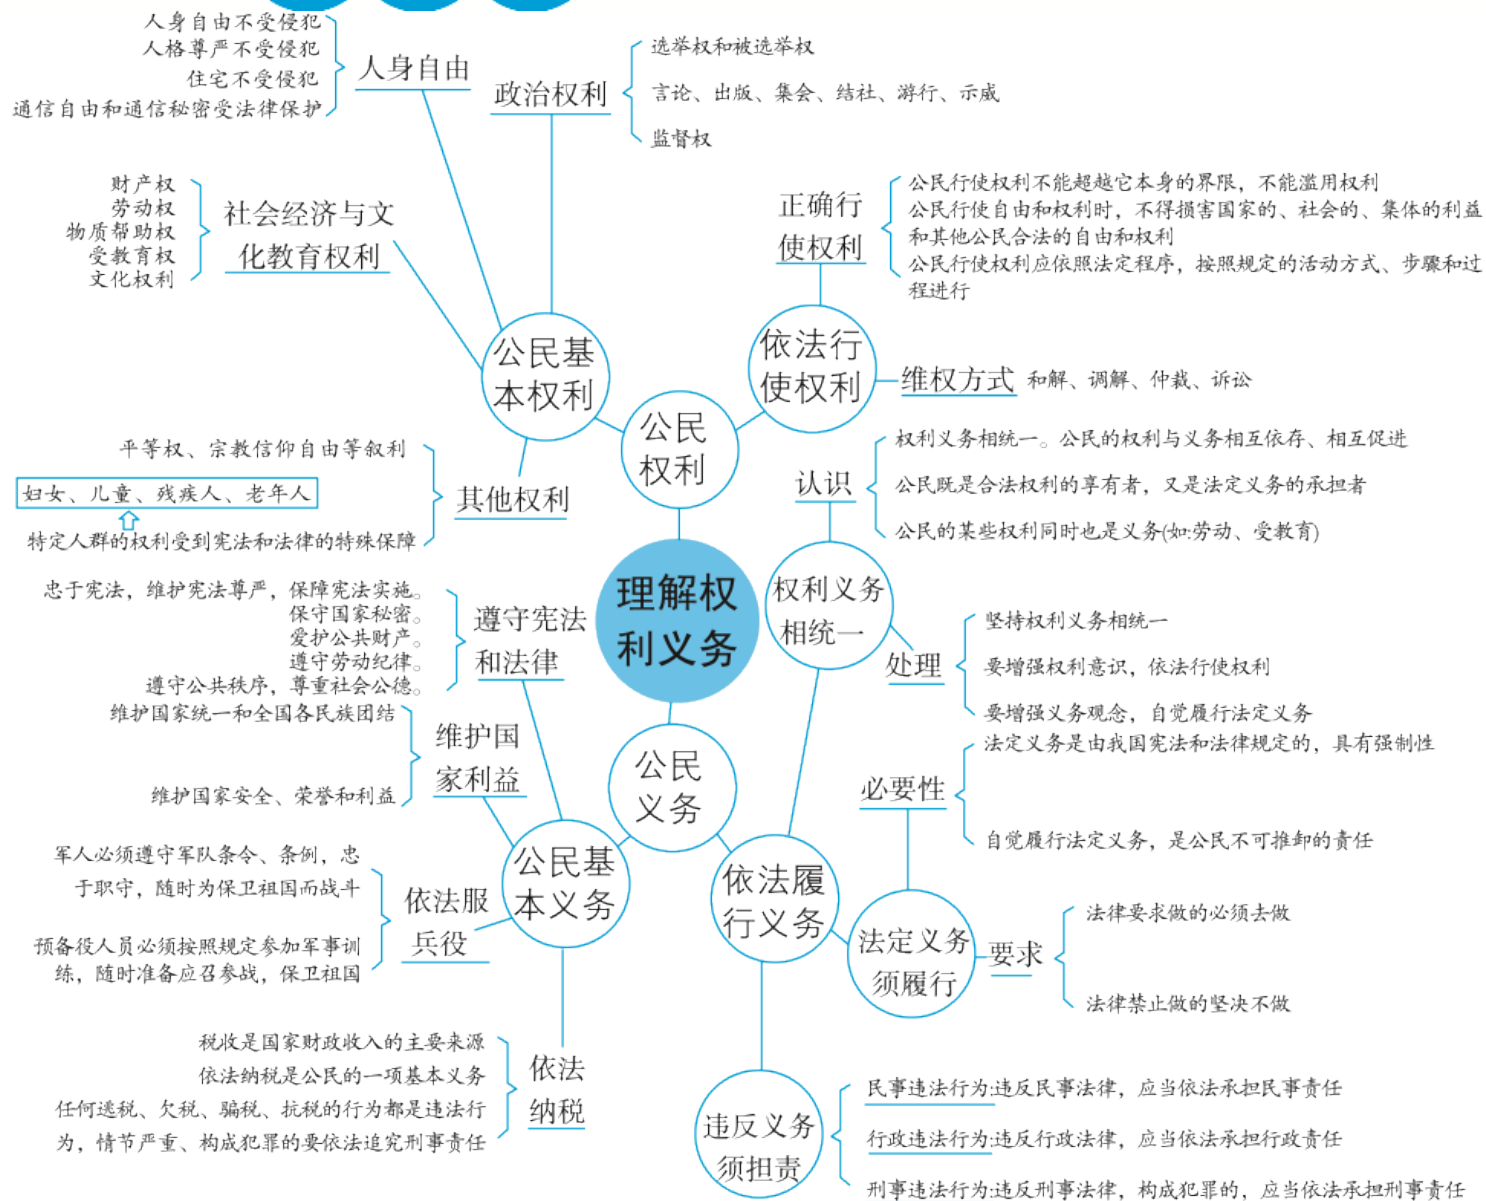 人身自由不受侵犯
人格尊严不受侵犯
住宅不受侵犯
通信自由和通信秘密受法律保护
人身自由
政治权利
选举权和被选举权
言论、出版、集会、结社、游行、示威
监督权
财产权
劳动权
物质帮助权
受教育权
文化权利
社会经济与文
化教育权利
正确行
使权利
公民行使权利不能超越它本身的界限，不能滥用权利
公民行使自由和权利时，不得损害国家的、社会的、集体的利益
和其他公民合法的自由和权利
公民行使权利应依照法定程序，按照规定的活动方式、步骤和过
程进行
公民基
本权利
依法行
使权利
维权方式
和解、调解、仲裁、诉讼
公民
权利
平等权、宗教信仰自由等叙利
妇女、儿童、残疾人、老年人
特定人群的权利受到宪法和法律的特殊保障
其他权利
认识
权利义务相统一。公民的权利与义务相互依存、相互促进
公民既是合法权利的享有者，又是法定义务的承担者
公民的某些权利同时也是义务(如:劳动、受教育)
理解权
利义务
权利义务
相统一
处理
坚持权利义务相统一
要增强权利意识，依法行使权利
要增强义务观念，自觉履行法定义务
忠于宪法，维护宪法尊严，保障宪法实施。
保守国家秘密。
爱护公共财产。
遵守劳动纪律。
遵守公共秩序，尊重社会公德。
遵守宪法
和法律
维护国家统一和全国各民族团结
维护国家安全、荣誉和利益
维护国
家利益
公民
义务
必要性
法定义务是由我国宪法和法律规定的，具有强制性
自觉履行法定义务，是公民不可推卸的责任
军人必须遵守军队条令、条例，忠
于职守，随时为保卫祖国而战斗
预备役人员必须按照规定参加军事训
练，随时准备应召参战，保卫祖国
依法服
兵役
公民基
本义务
依法履
行义务
法定义务
须履行
要求
法律要求做的必须去做
法律禁止做的坚决不做
税收是国家财政收入的主要来源
依法纳税是公民的一项基本义务
任何逃税、欠税、骗税、抗税的行为都是违法行
为，情节严重、构成犯罪的要依法追究刑事责任
依法
纳税
违反义务
须担责
民事违法行为:违反民事法律，应当依法承担民事责任
行政违法行为:违反行政法律，应当依法承担行政责任
刑事违法行为:违反刑事法律，构成犯罪的，应当依法承担刑事责任